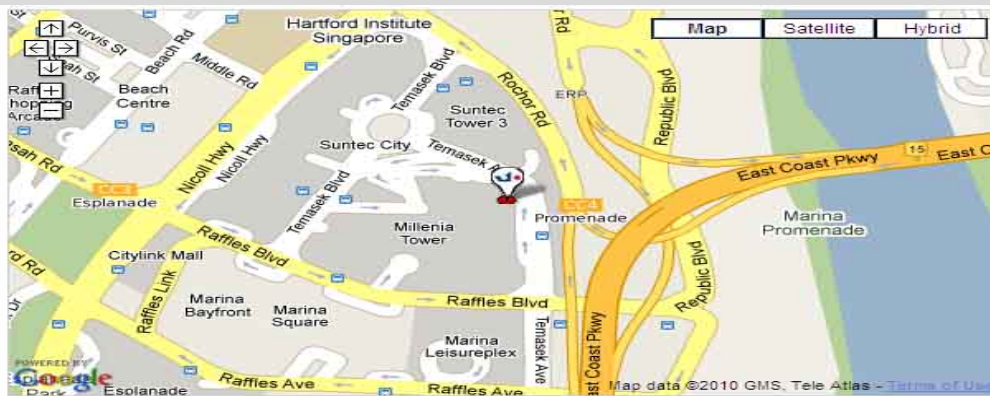 Hartford Institute
Singapore
Map
Satellite
Hybrid
Purvis St
Beach Rd
Middle Rd
Beach
Centre
Temasek Blvd
Rochor Rd
ERP
Republic Blvd
Suntec
Tower 3
Suntec City
Nicoll Hwy
Nicoll Hwy
15
East Coast Pkwy
East C
CC3
Esplanade
Temasek Blvd
Millenia
Tower
CC4
Promenade
Marina
Promenade
Citylink Mall
Raffles Blvd
Raffles Link
Republic Blvd
Marina
Bayfront
Marina
Square
Raffles Blvd
Republic Blvd
Marina
Leisureplex
Temasek Ave
East Coast Pkwy
POWERED BY
Google
Park
Esplanade
Raffles Ave
Raffles Ave
Map data ©2010 GMS, Tele Atlas - Terms of Use